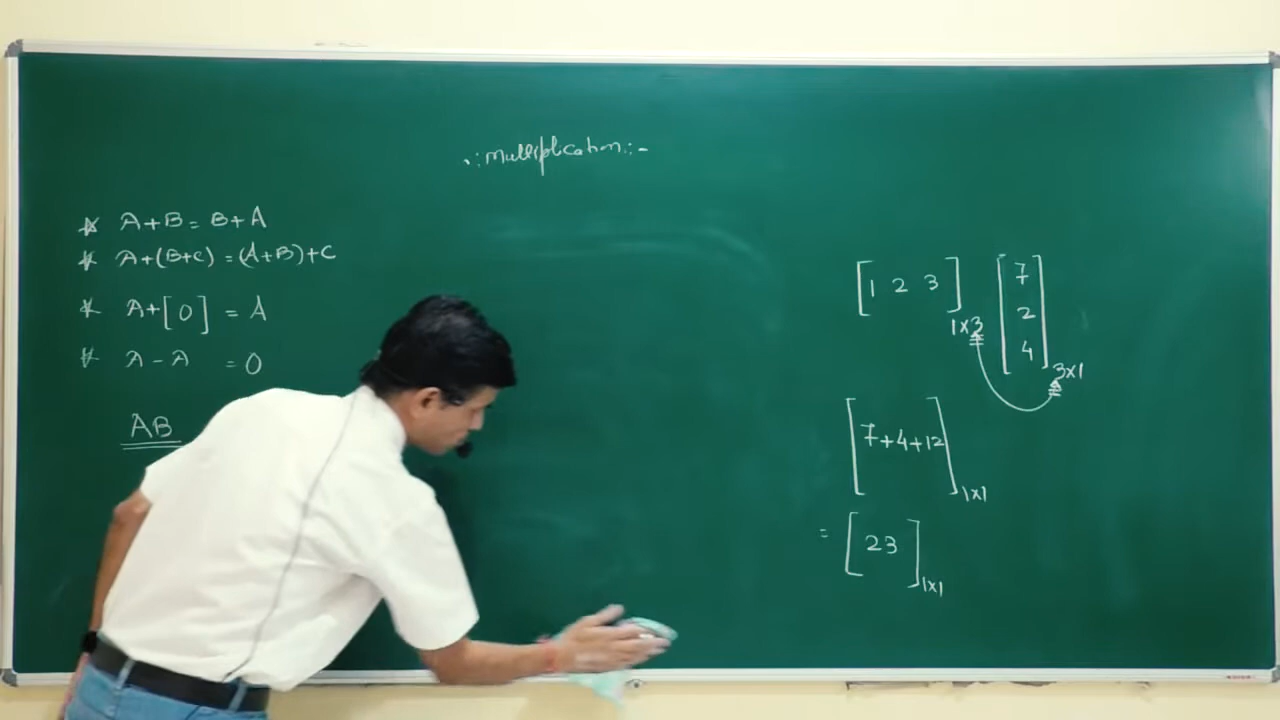 .:Multiplication:-
* A+B = B+A
* A+(B+C) = (A+B)+C
* A+[0] = A
* A-A = 0
AB
[1 2 3] 1x3 [7 2 4] 3x1
[7+4+12] 1x1
= [23] 1x1